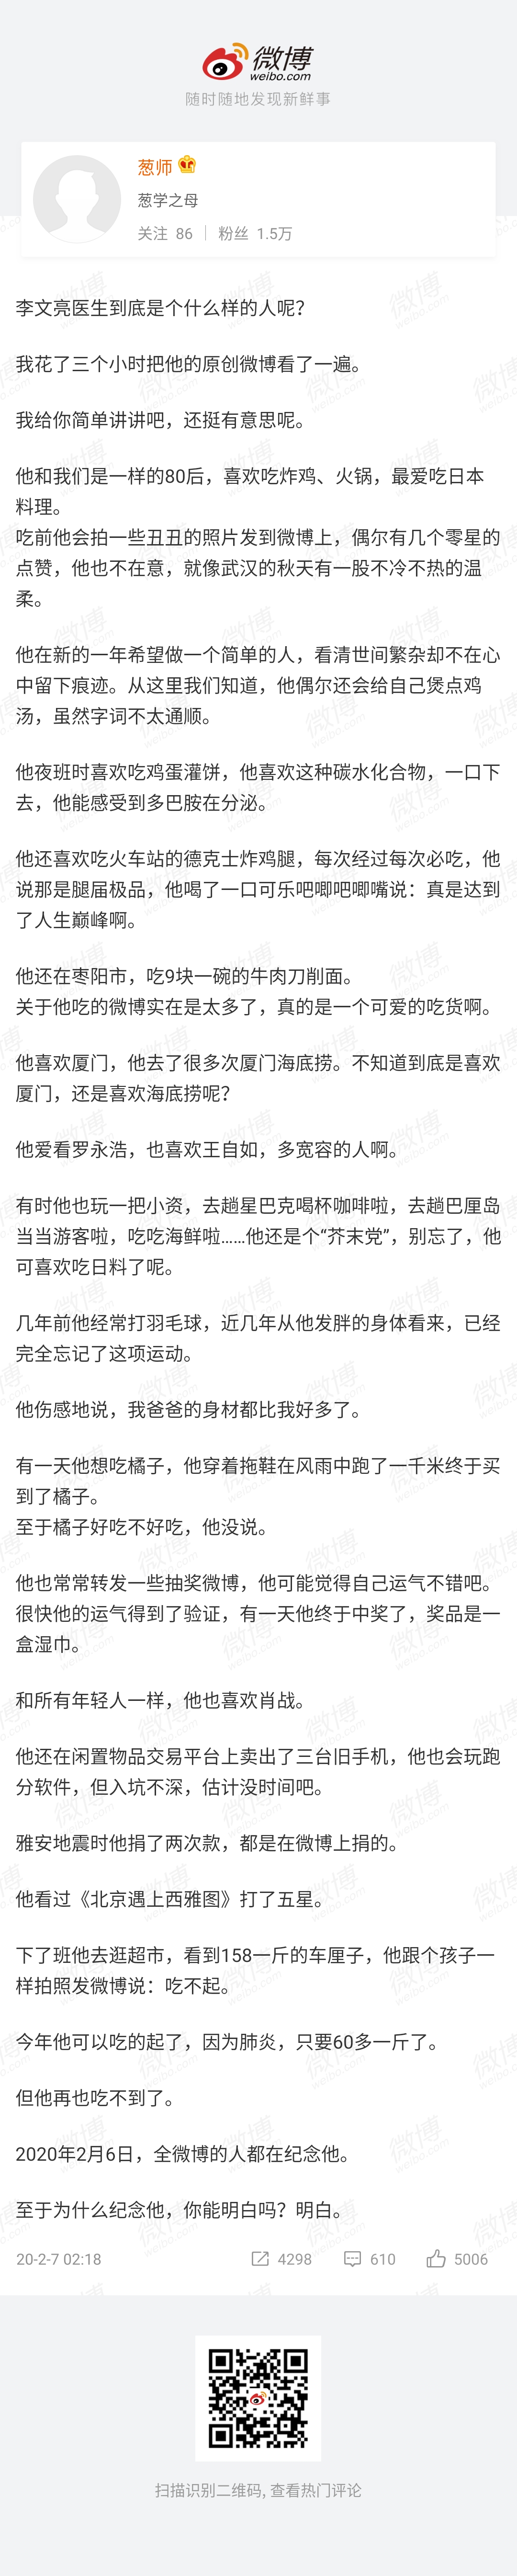 微博
weibo.com
随时随地发现新鲜事
葱师
葱学之母
关注 86 | 粉丝 1.5万
李文亮医生到底是个什么样的人呢？
我花了三个小时把他的原创微博看了一遍。
我给你简单讲讲吧，还挺有意思呢。
他和我们是一样的80后，喜欢吃炸鸡、火锅，最爱吃日本
料理。
吃前他会拍一些丑丑的照片发到微博上，偶尔有几个零星的
点赞，他也不在意，就像武汉的秋天有一股不冷不热的温
柔。
他在新的一年希望做一个简单的人，看清世间繁杂却不在心
中留下痕迹。从这里我们知道，他偶尔还会给自己煲点鸡
汤，虽然字词不太通顺。
他夜班时喜欢吃鸡蛋灌饼，他喜欢这种碳水化合物，一口下
去，他能感受到多巴胺在分泌。
他还喜欢吃火车站的德克士炸鸡腿，每次经过每次必吃，他
说那是腿届极品，他喝了一口可乐吧唧吧唧嘴说：真是达到
了人生巅峰啊。
他还在枣阳市，吃9块一碗的牛肉刀削面。
关于他吃的微博实在是太多了，真的是一个可爱的吃货啊。
他喜欢厦门，他去了很多次厦门海底捞。不知道到底是喜欢
厦门，还是喜欢海底捞呢？
他爱看罗永浩，也喜欢王自如，多宽容的人啊。
有时他也玩一把小资，去趟星巴克喝杯咖啡啦，去趟巴厘岛
当当游客啦，吃吃海鲜啦……他还是个“芥末党”，别忘了，他
可喜欢吃日料了呢。
几年前他经常打羽毛球，近几年从他发胖的身体看来，已经
完全忘记了这项运动。
他伤感地说，我爸爸的身材都比我好多了。
有一天他想吃橘子，他穿着拖鞋在风雨中跑了一千米终于买
到了橘子。
至于橘子好吃不好吃，他没说。
他也常常转发一些抽奖微博，他可能觉得自己运气不错吧。
很快他的运气得到了验证，有一天他终于中奖了，奖品是一
盒湿巾。
和所有年轻人一样，他也喜欢肖战。
他还在闲置物品交易平台上卖出了三台旧手机，他也会玩跑
分软件，但入坑不深，估计没时间吧。
雅安地震时他捐了两次款，都是在微博上捐的。
他看过《北京遇上西雅图》打了五星。
下了班他去逛超市，看到158一斤的车厘子，他跟个孩子一
样拍照发微博说：吃不起。
今年他可以吃的起了，因为肺炎，只要60多一斤了。
但他再也吃不到了。
2020年2月6日，全微博的人都在纪念他。
至于为什么纪念他，你能明白吗？明白。
20-2-7 02:18 4298 610 5006
扫描识别二维码, 查看热门评论